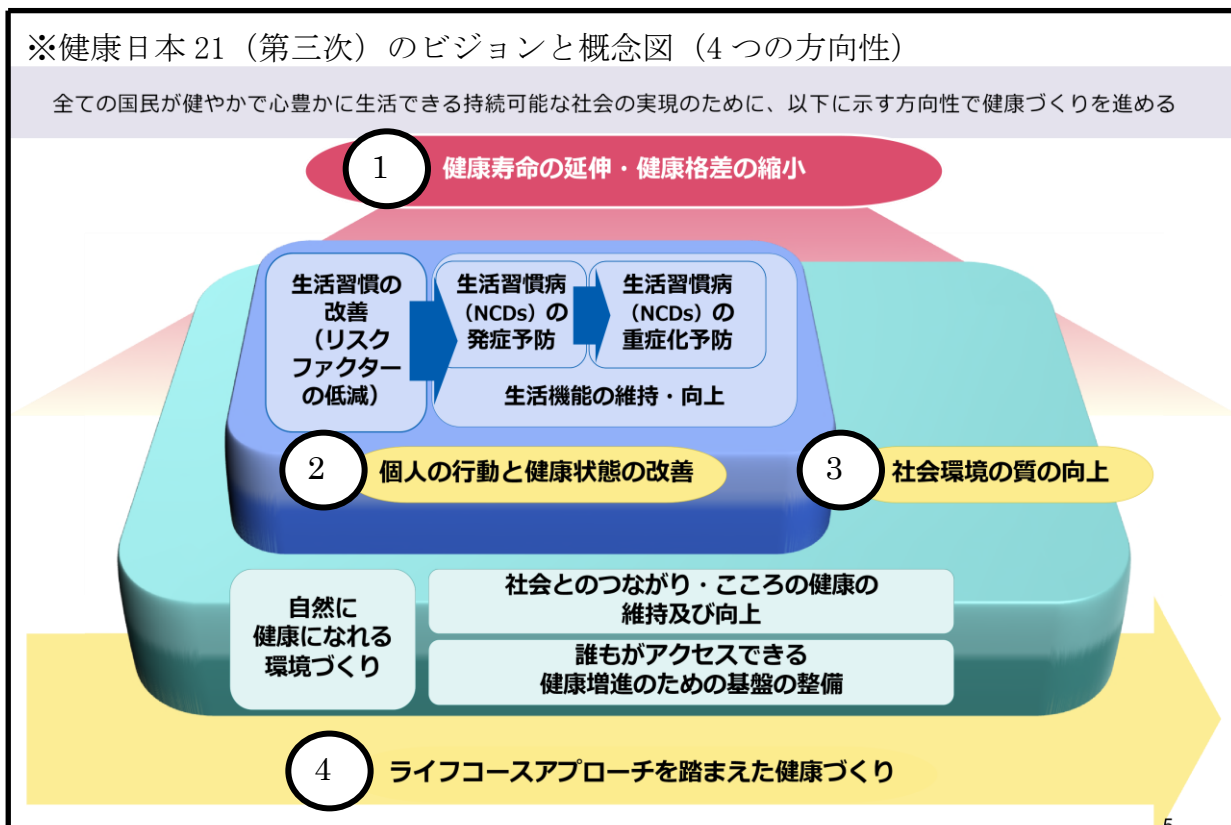 ※健康日本21（第三次）のビジョンと概念図（4つの方向性）
全ての国民が健やかで心豊かに生活できる持続可能な社会の実現のために、以下に示す方向性で健康づくりを進める
1 健康寿命の延伸・健康格差の縮小
生活習慣の
改善
（リスク
ファクター
の低減）
生活習慣病
（NCDs）の
発症予防
生活習慣病
（NCDs）の
重症化予防
生活機能の維持・向上
2 個人の行動と健康状態の改善
3 社会環境の質の向上
自然に
健康になれる
環境づくり
社会とのつながり・こころの健康の
維持及び向上
誰もがアクセスできる
健康増進のための基盤の整備
4 ライフコースアプローチを踏まえた健康づくり
5